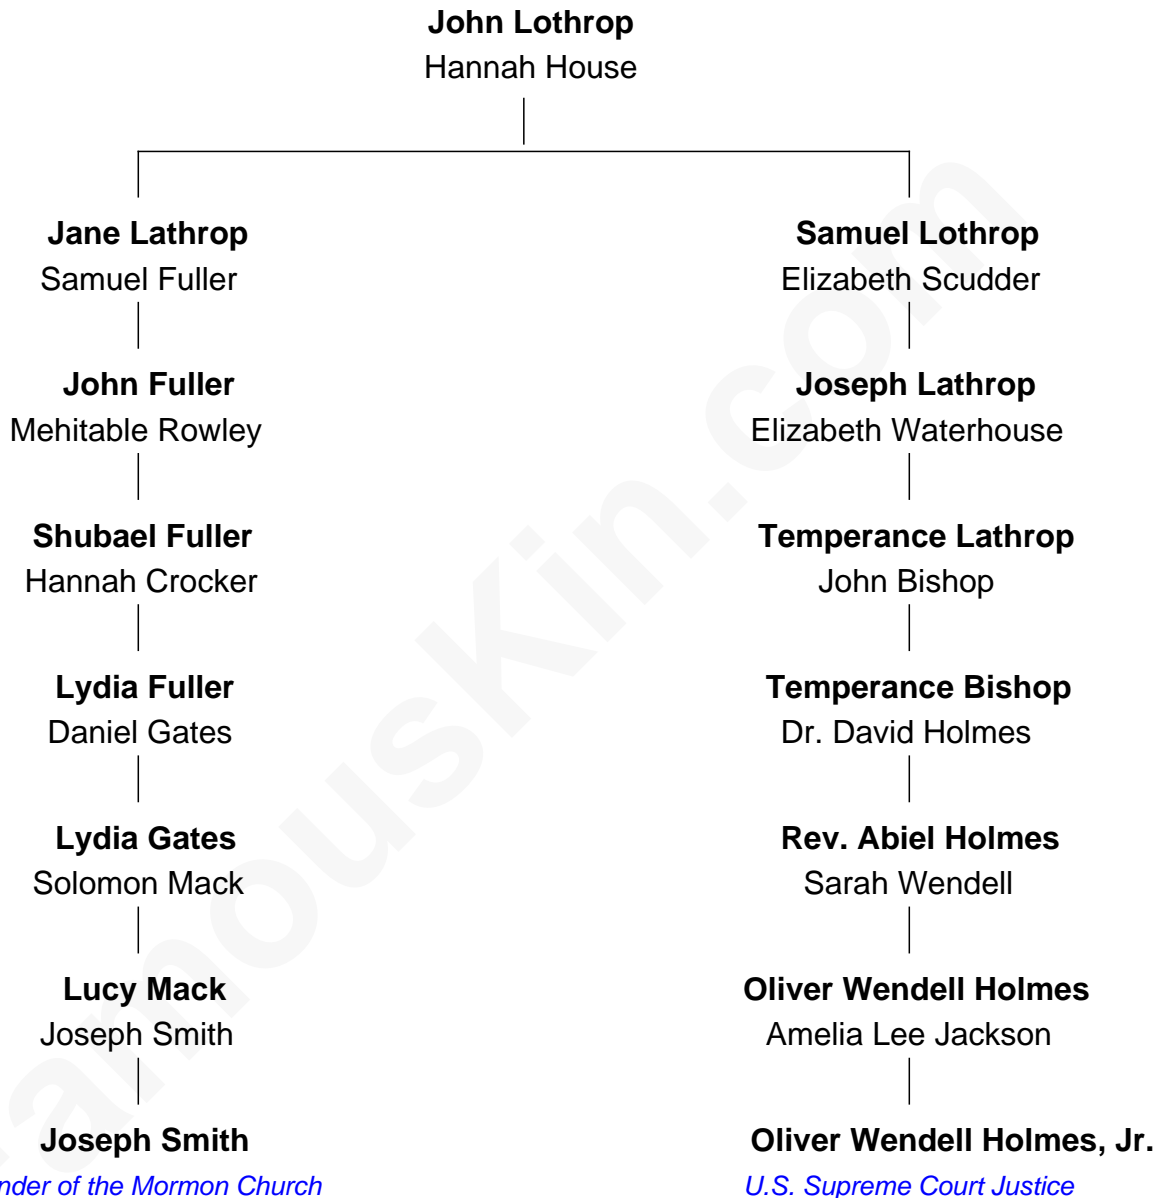 John Lothrop
Hannah House
Jane Lathrop
Samuel Fuller
John Fuller
Mehitable Rowley
Shubael Fuller
Hannah Crocker
Lydia Fuller
Daniel Gates
Lydia Gates
Solomon Mack
Lucy Mack
Joseph Smith
Joseph Smith
nder of the Mormon Church
Samuel Lothrop
Elizabeth Scudder
Joseph Lathrop
Elizabeth Waterhouse
Temperance Lathrop
John Bishop
Temperance Bishop
Dr. David Holmes
Rev. Abiel Holmes
Sarah Wendell
Oliver Wendell Holmes
Amelia Lee Jackson
Oliver Wendell Holmes, Jr.
U.S. Supreme Court Justice
amousKin.com